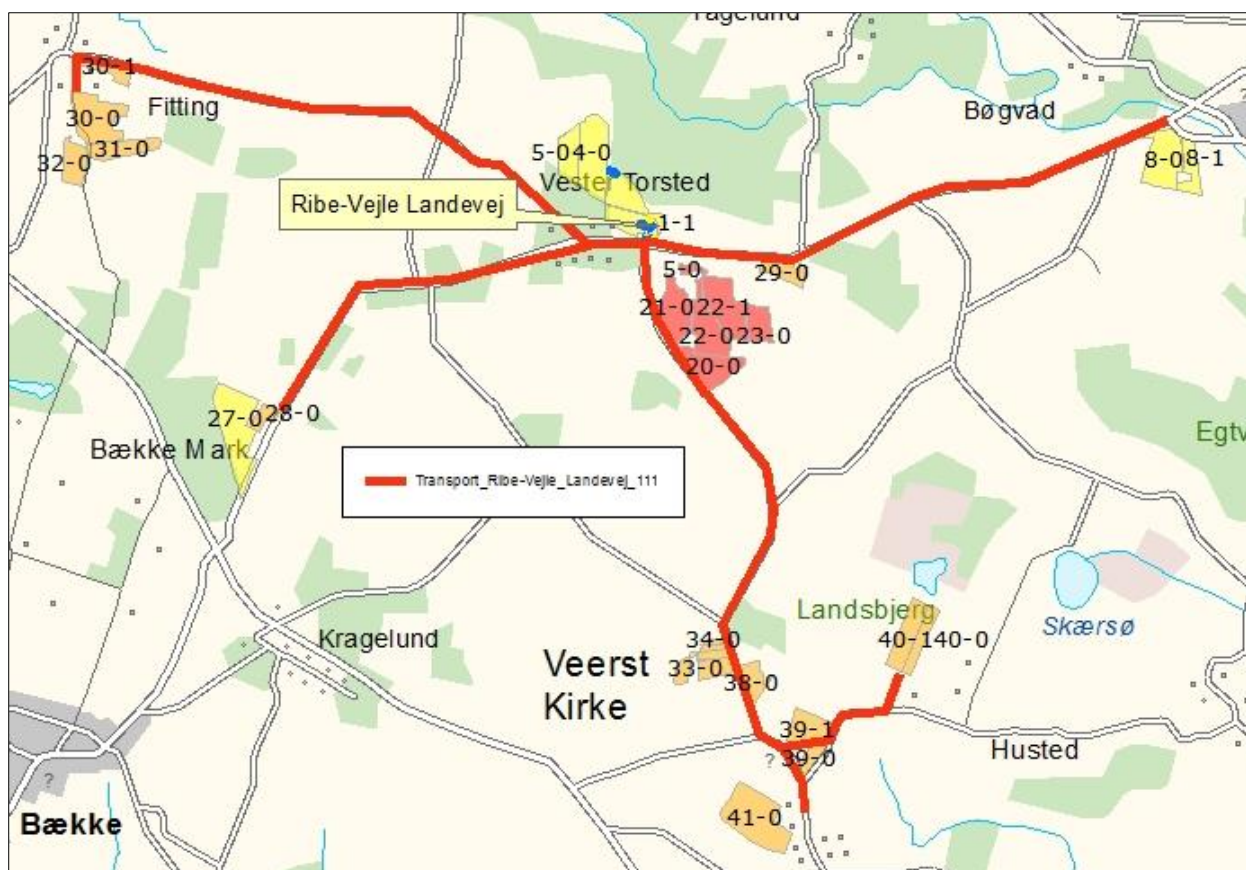 Tågelund
30-1
Fitting
Bøgvad
30-0
31-0
32-0
5-04-0
8-08-1
Vester Torsted
Ribe-Vejle Landevej
1-1
5-0
29-0
21-022-1
22-023-0
20-0
27-0
28-0
Bække Mark
Egtv
Transport_Ribe-Vejle_Landevej_111
Landsbjerg
Skærsø
Kragelund
34-0
40-140-0
33-0
Veerst
Kirke
38-0
39-1
39-0
Husted
?
?
?
41-0
Bække